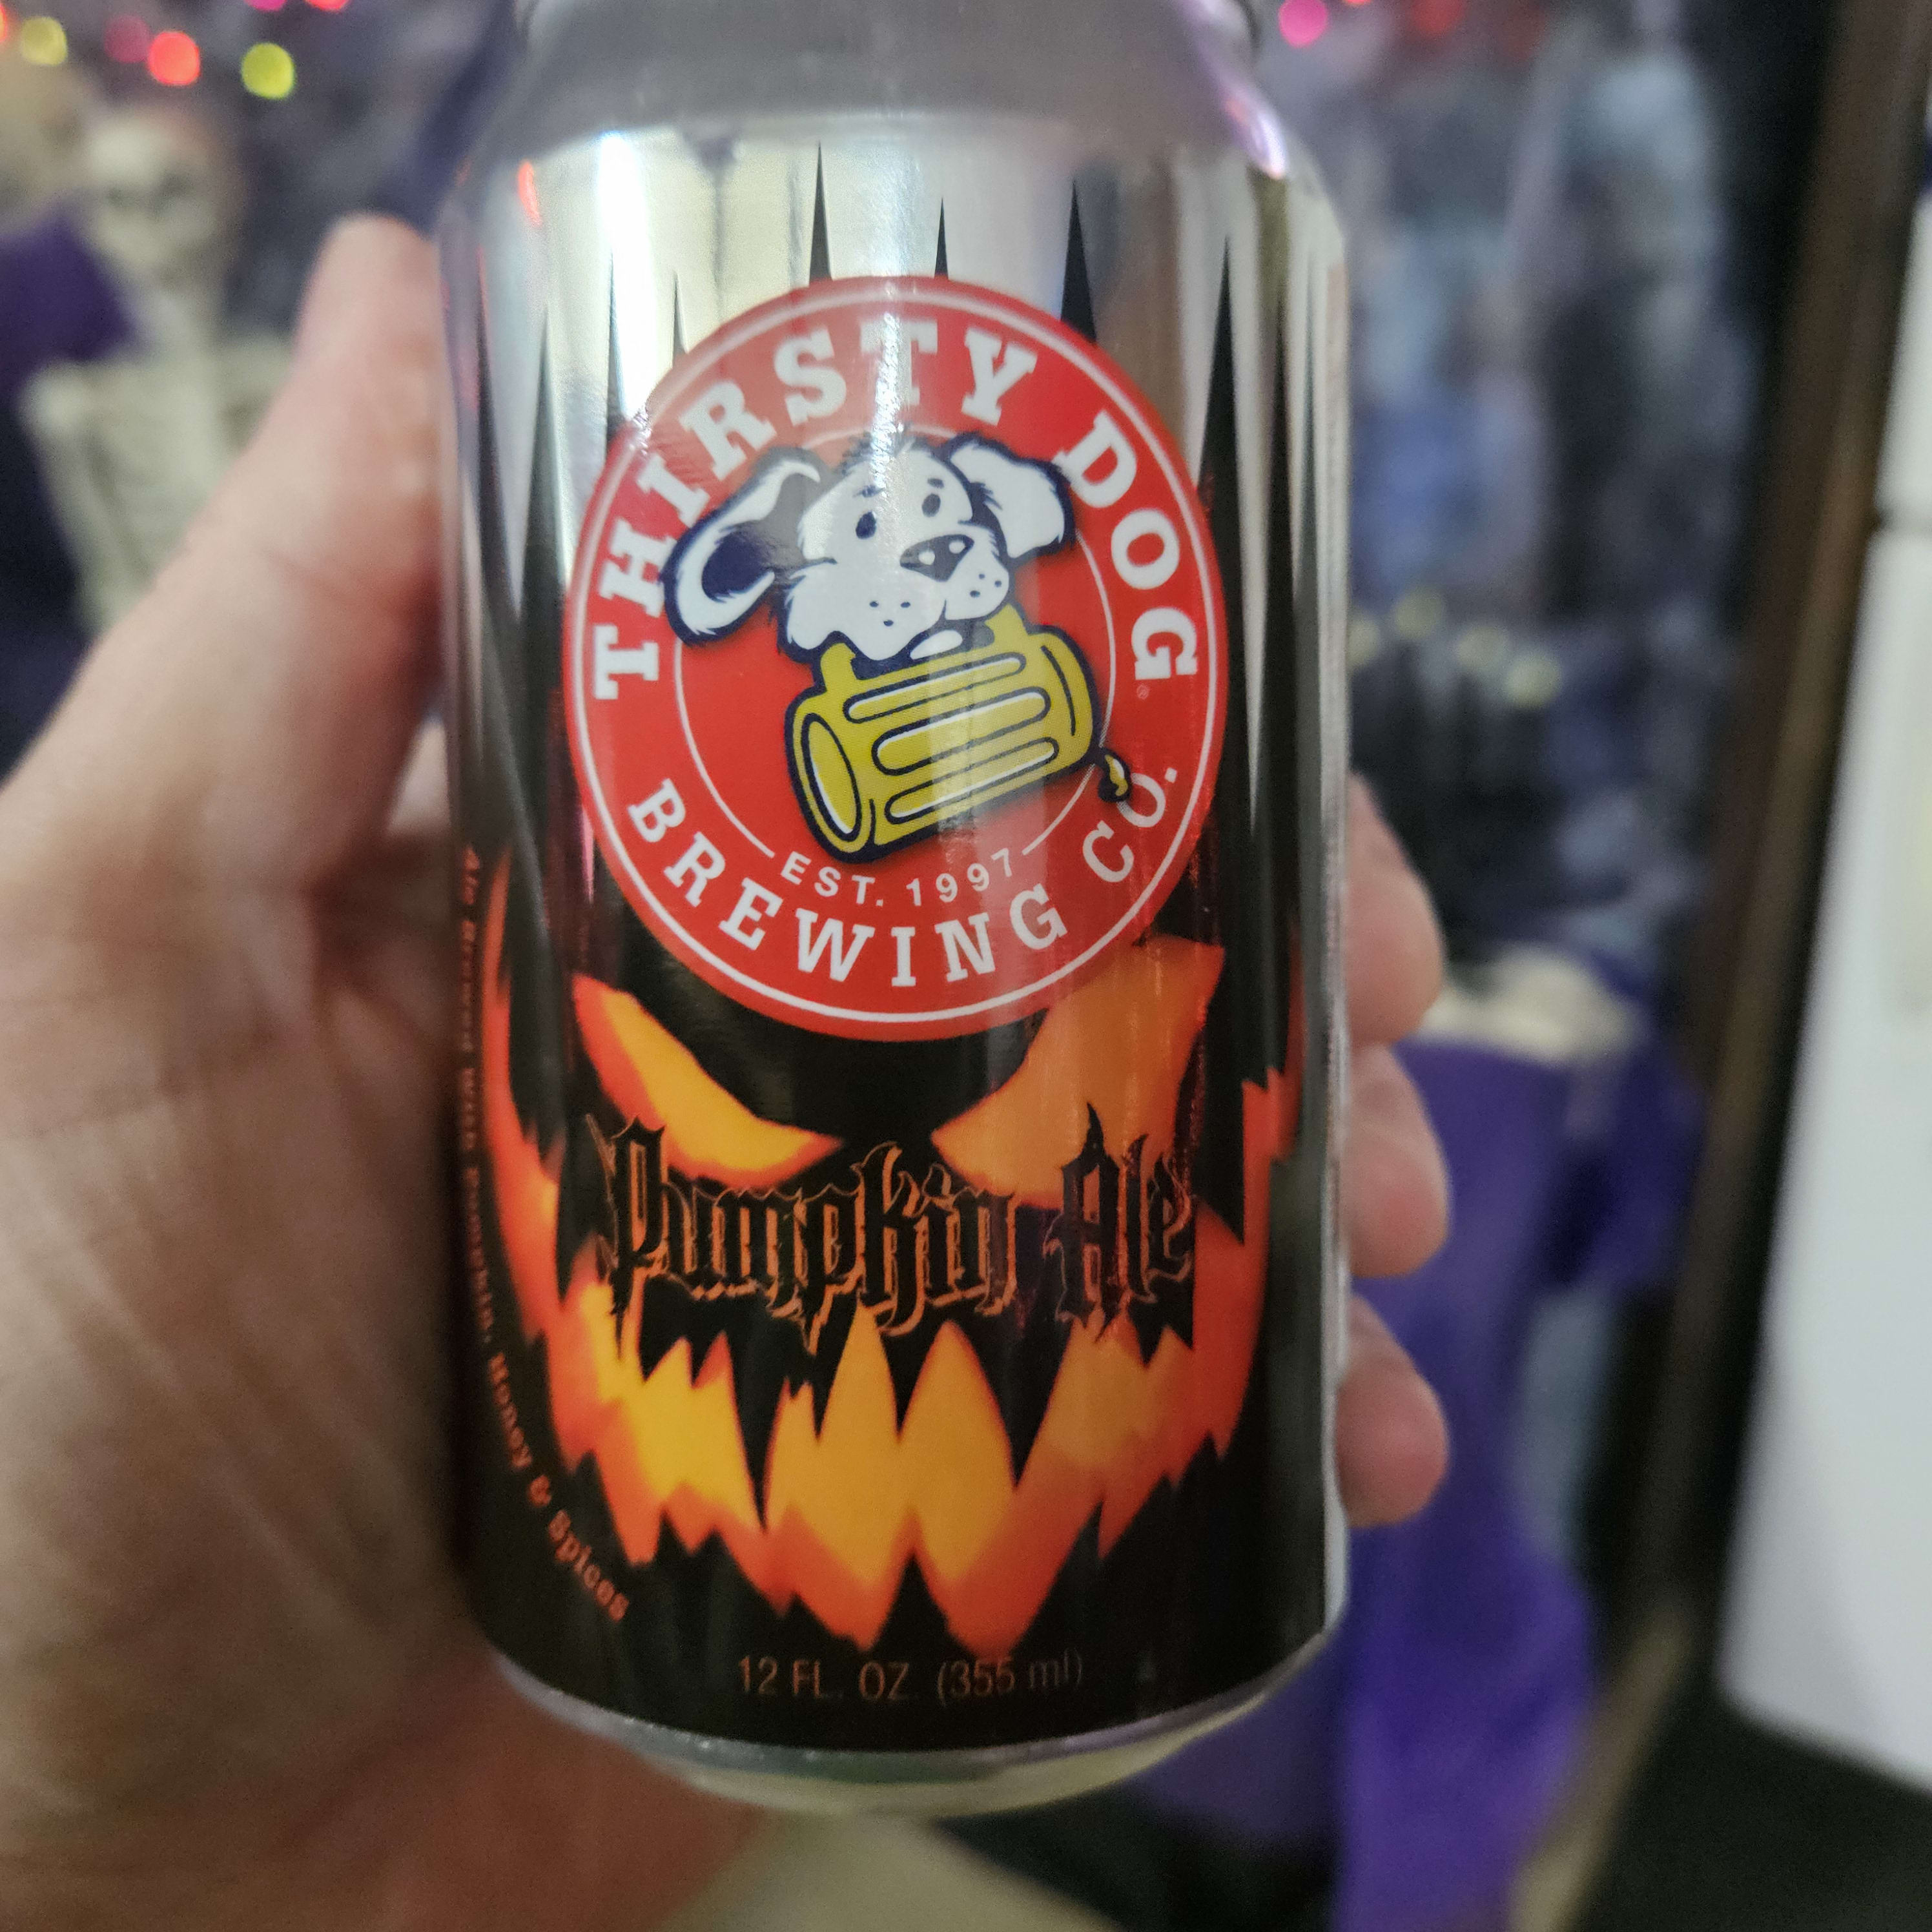 THIRSTY DOG
EST. 1997
BREWING CO.
Pumpkin Ale
Ale Brewed With Pumpkin, Honey & Spices
12 FL. OZ. (355 ml)